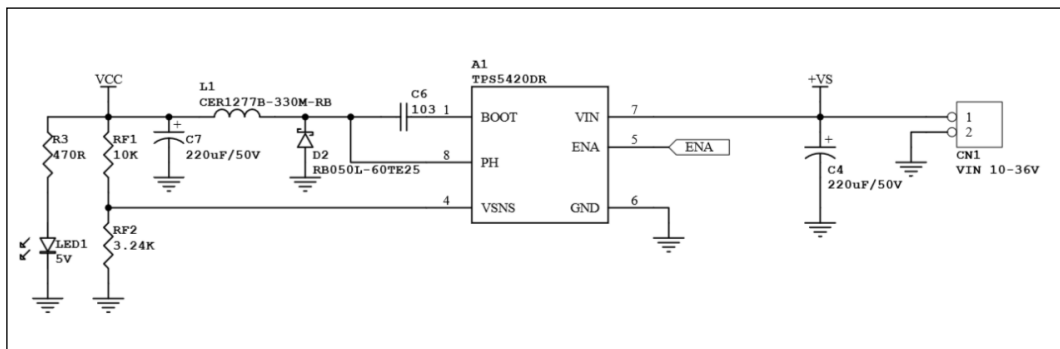 A1
TPS5420DR
VCC
+VS
L1
CER1277B-330M-RB
C6
103
1
BOOT
VIN
7
1
2
CN1
VIN 10-36V
R3
470R
RF1
10K
+
C7
220uF/50V
D2
RB050L-60TE25
8
PH
ENA
5
ENA
+
C4
220uF/50V
4
VSNS
GND
6
LED1
5V
RF2
3.24K